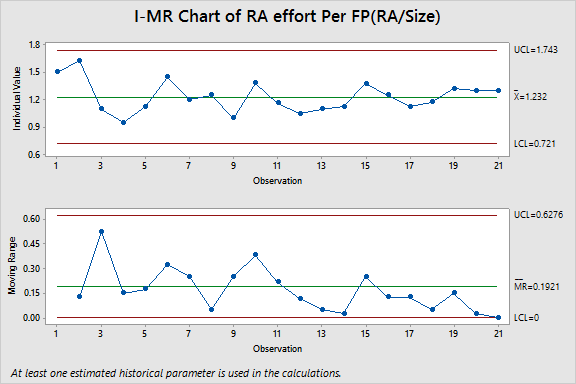 I-MR Chart of RA effort Per FP(RA/Size)
1.8
1.5
1.2
0.9
0.6
Individual Value
UCL=1.743
X̅=1.232
LCL=0.721
1 3 5 7 9 11 13 15 17 19 21
Observation
0.60
0.45
0.30
0.15
0.00
Moving Range
UCL=0.6276
M̅R̅=0.1921
LCL=0
1 3 5 7 9 11 13 15 17 19 21
Observation
At least one estimated historical parameter is used in the calculations.